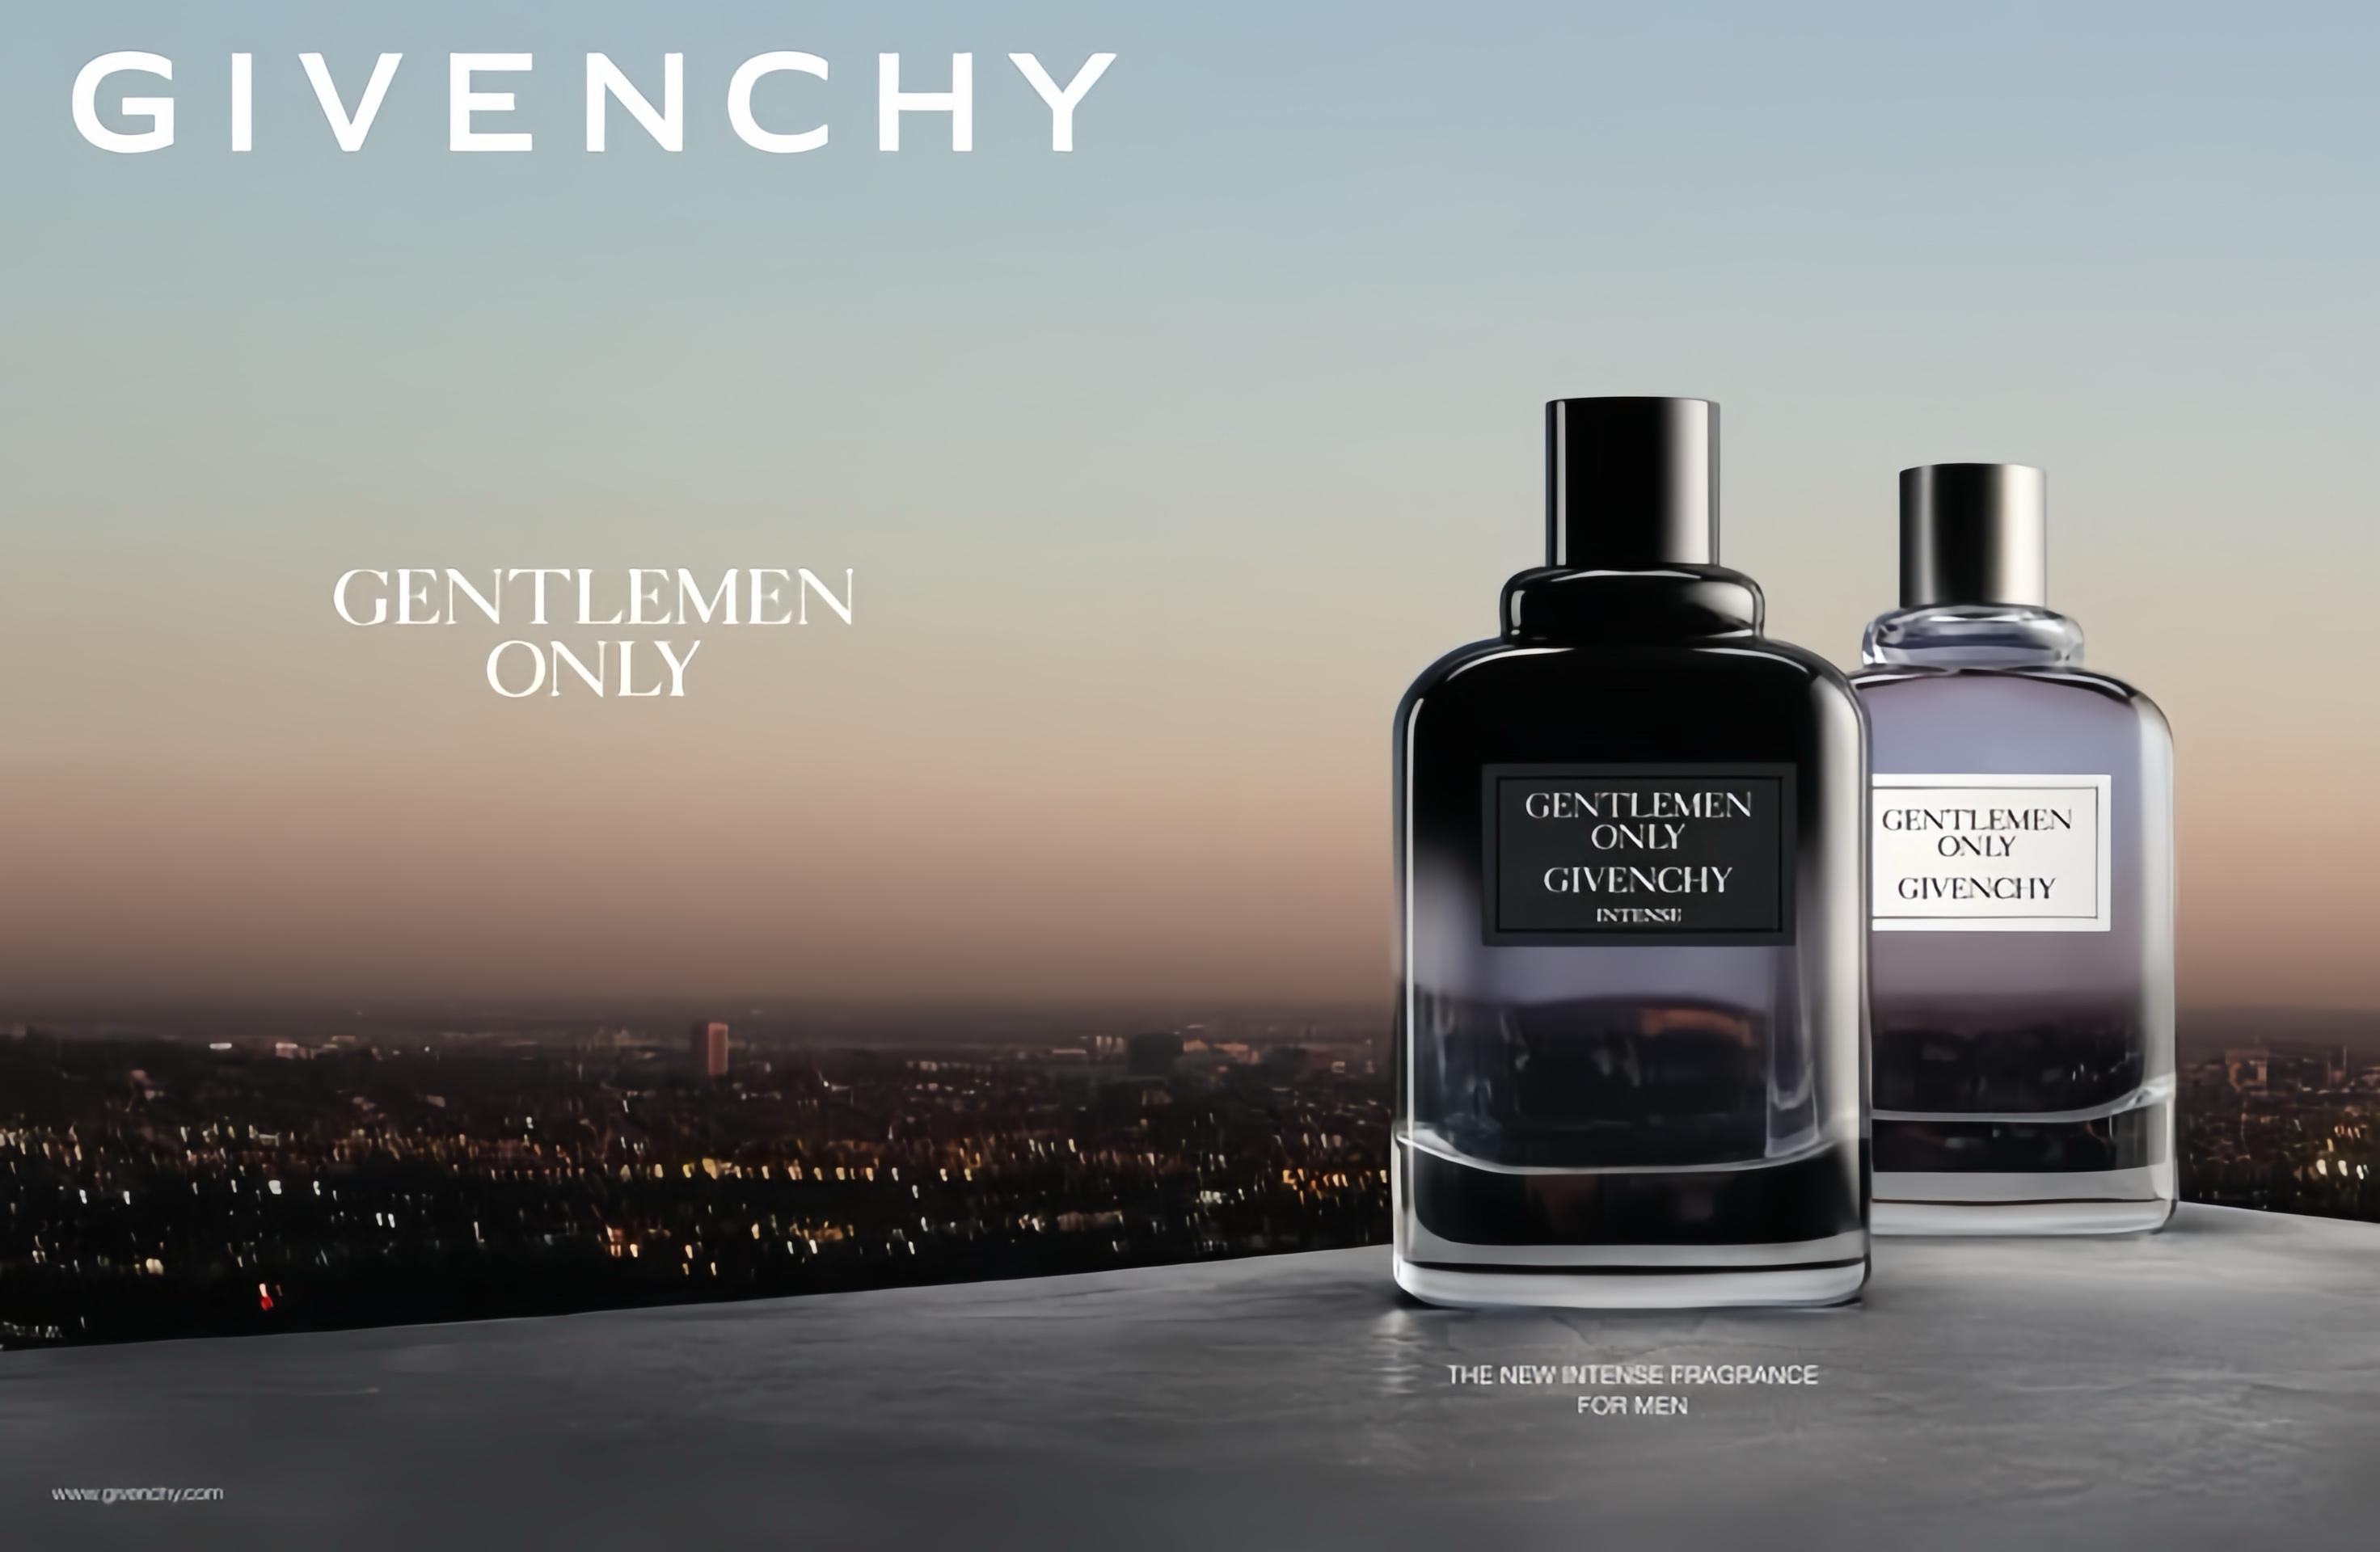 GIVENCHY
GENTLEMEN
ONLY
GENTLEMEN
ONLY
GIVENCHY
INTENSE
GENTLEMEN
ONLY
GIVENCHY
THE NEW INTENSE FRAGRANCE
FOR MEN
www.givenchy.com